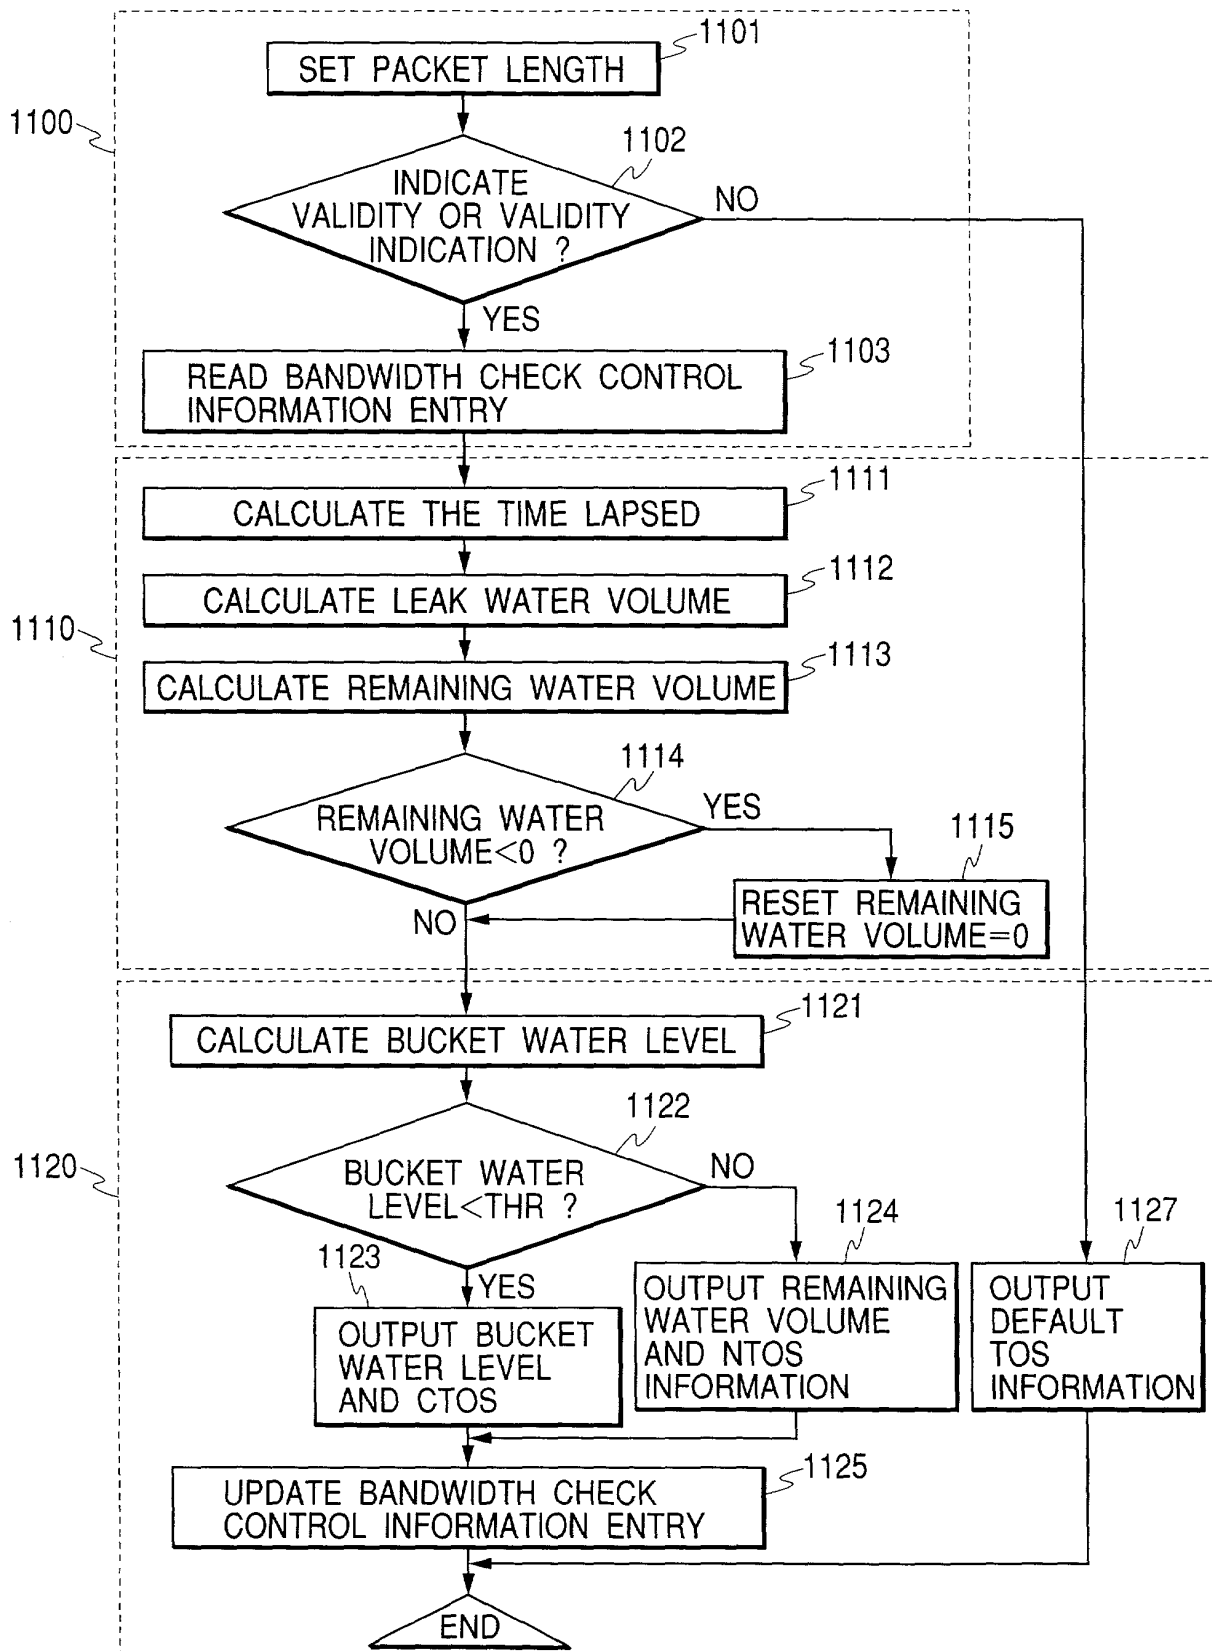 1101
SET PACKET LENGTH
1100
1102
INDICATE
VALIDITY OR VALIDITY
INDICATION ?
NO
YES
1103
READ BANDWIDTH CHECK CONTROL
INFORMATION ENTRY
1111
CALCULATE THE TIME LAPSED
1112
CALCULATE LEAK WATER VOLUME
1110
1113
CALCULATE REMAINING WATER VOLUME
1114
REMAINING WATER
VOLUME<0 ?
YES
1115
RESET REMAINING
WATER VOLUME=0
NO
1121
CALCULATE BUCKET WATER LEVEL
1122
1120
BUCKET WATER
LEVEL<THR ?
NO
1123
YES
OUTPUT BUCKET
WATER LEVEL
AND CTOS
1124
OUTPUT REMAINING
WATER VOLUME
AND NTOS
INFORMATION
1127
OUTPUT
DEFAULT
TOS
INFORMATION
1125
UPDATE BANDWIDTH CHECK
CONTROL INFORMATION ENTRY
END